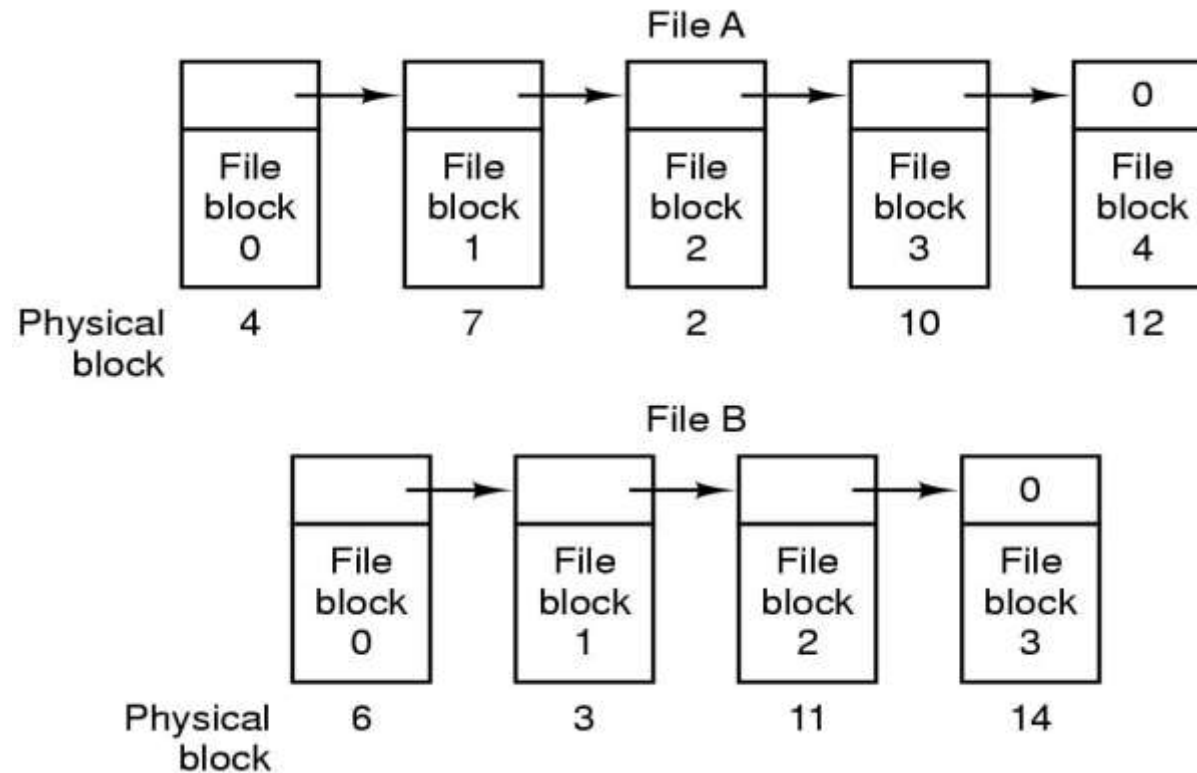 File A
0
File File File File File
block block block block block
0 1 2 3 4
Physical 4 7 2 10 12
block
File B
0
File File File File
block block block block
0 1 2 3
Physical 6 3 11 14
block